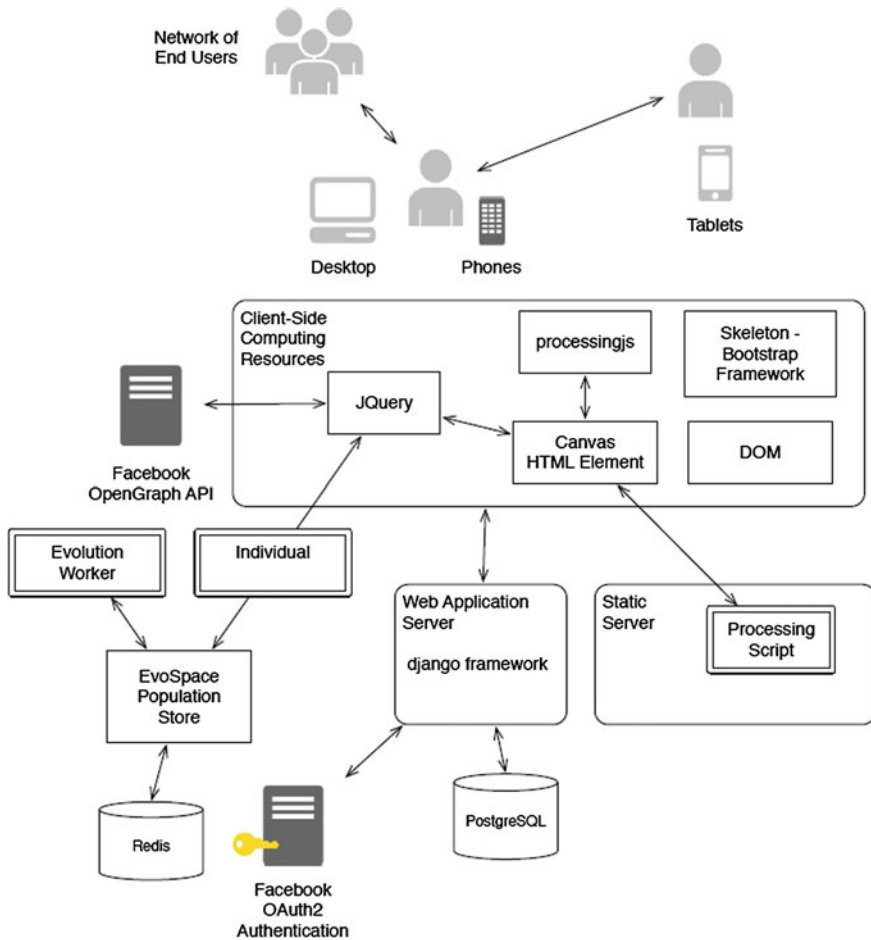 Network of
End Users
Tablets
Desktop
Phones
Client-Side
Computing
Resources
processingjs
Skeleton -
Bootstrap
Framework
JQuery
Canvas
HTML Element
DOM
Facebook
OpenGraph API
Evolution
Worker
Individual
Web Application
Server
django framework
Static
Server
Processing
Script
EvoSpace
Population
Store
Redis
PostgreSQL
Facebook
OAuth2
Authentication